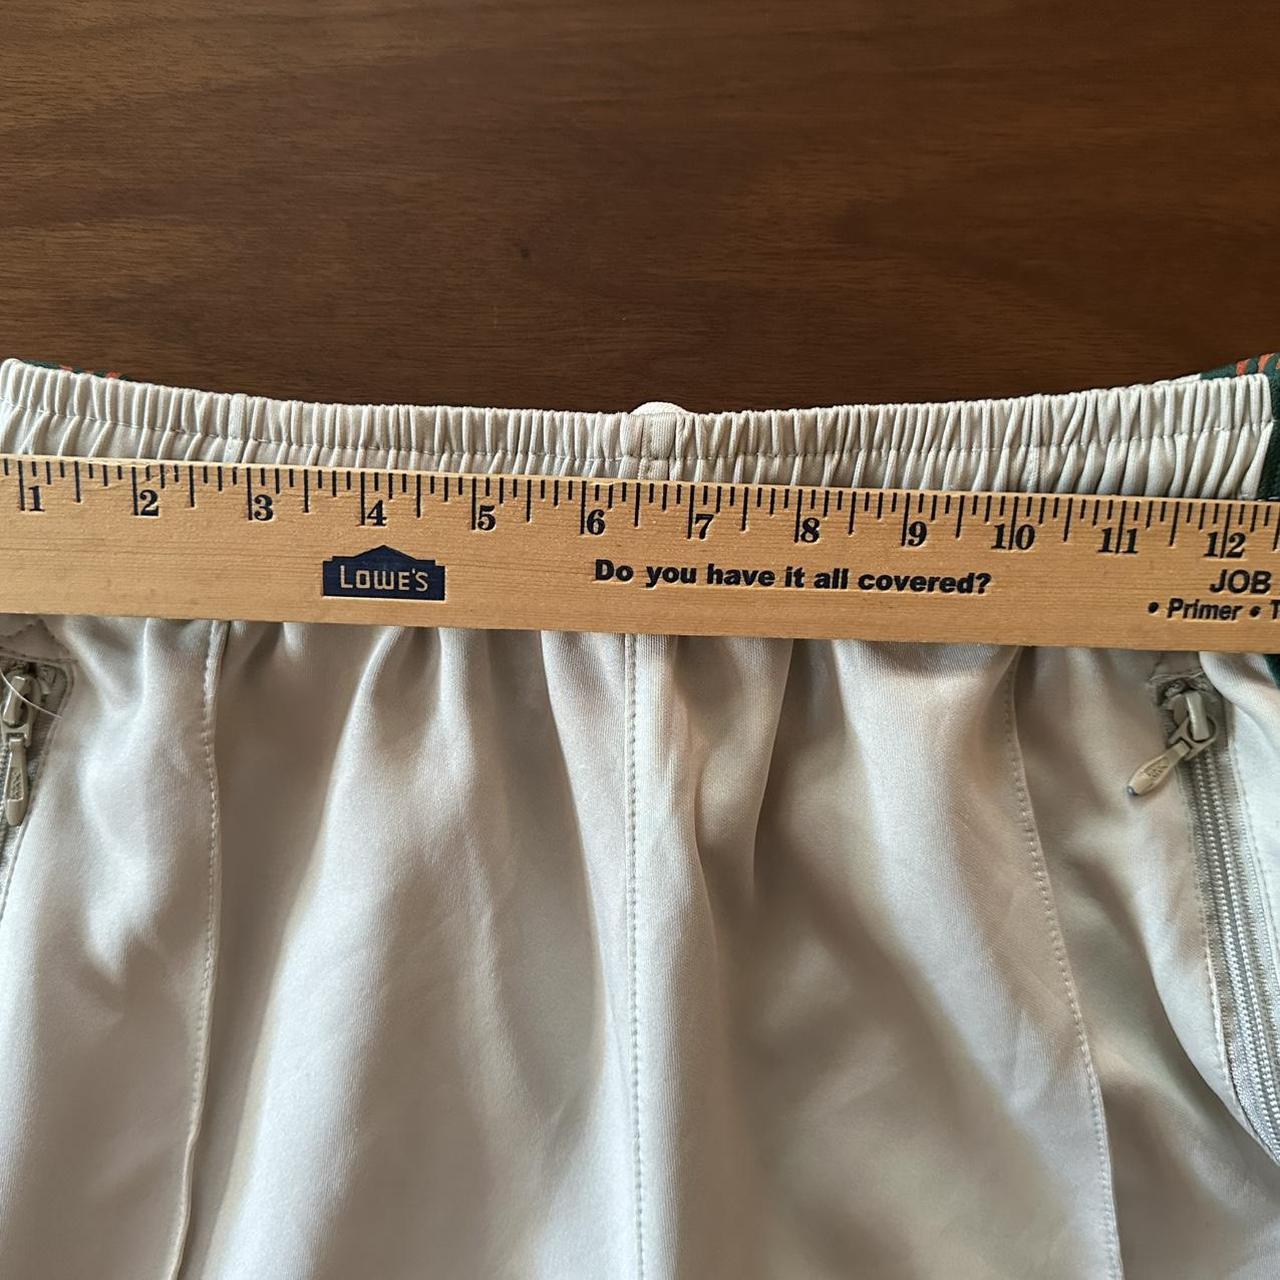 1 2 3 4 5 6 7 8 9 10 11 12
LOWE'S
Do you have it all covered?
JOB
• Primer • T